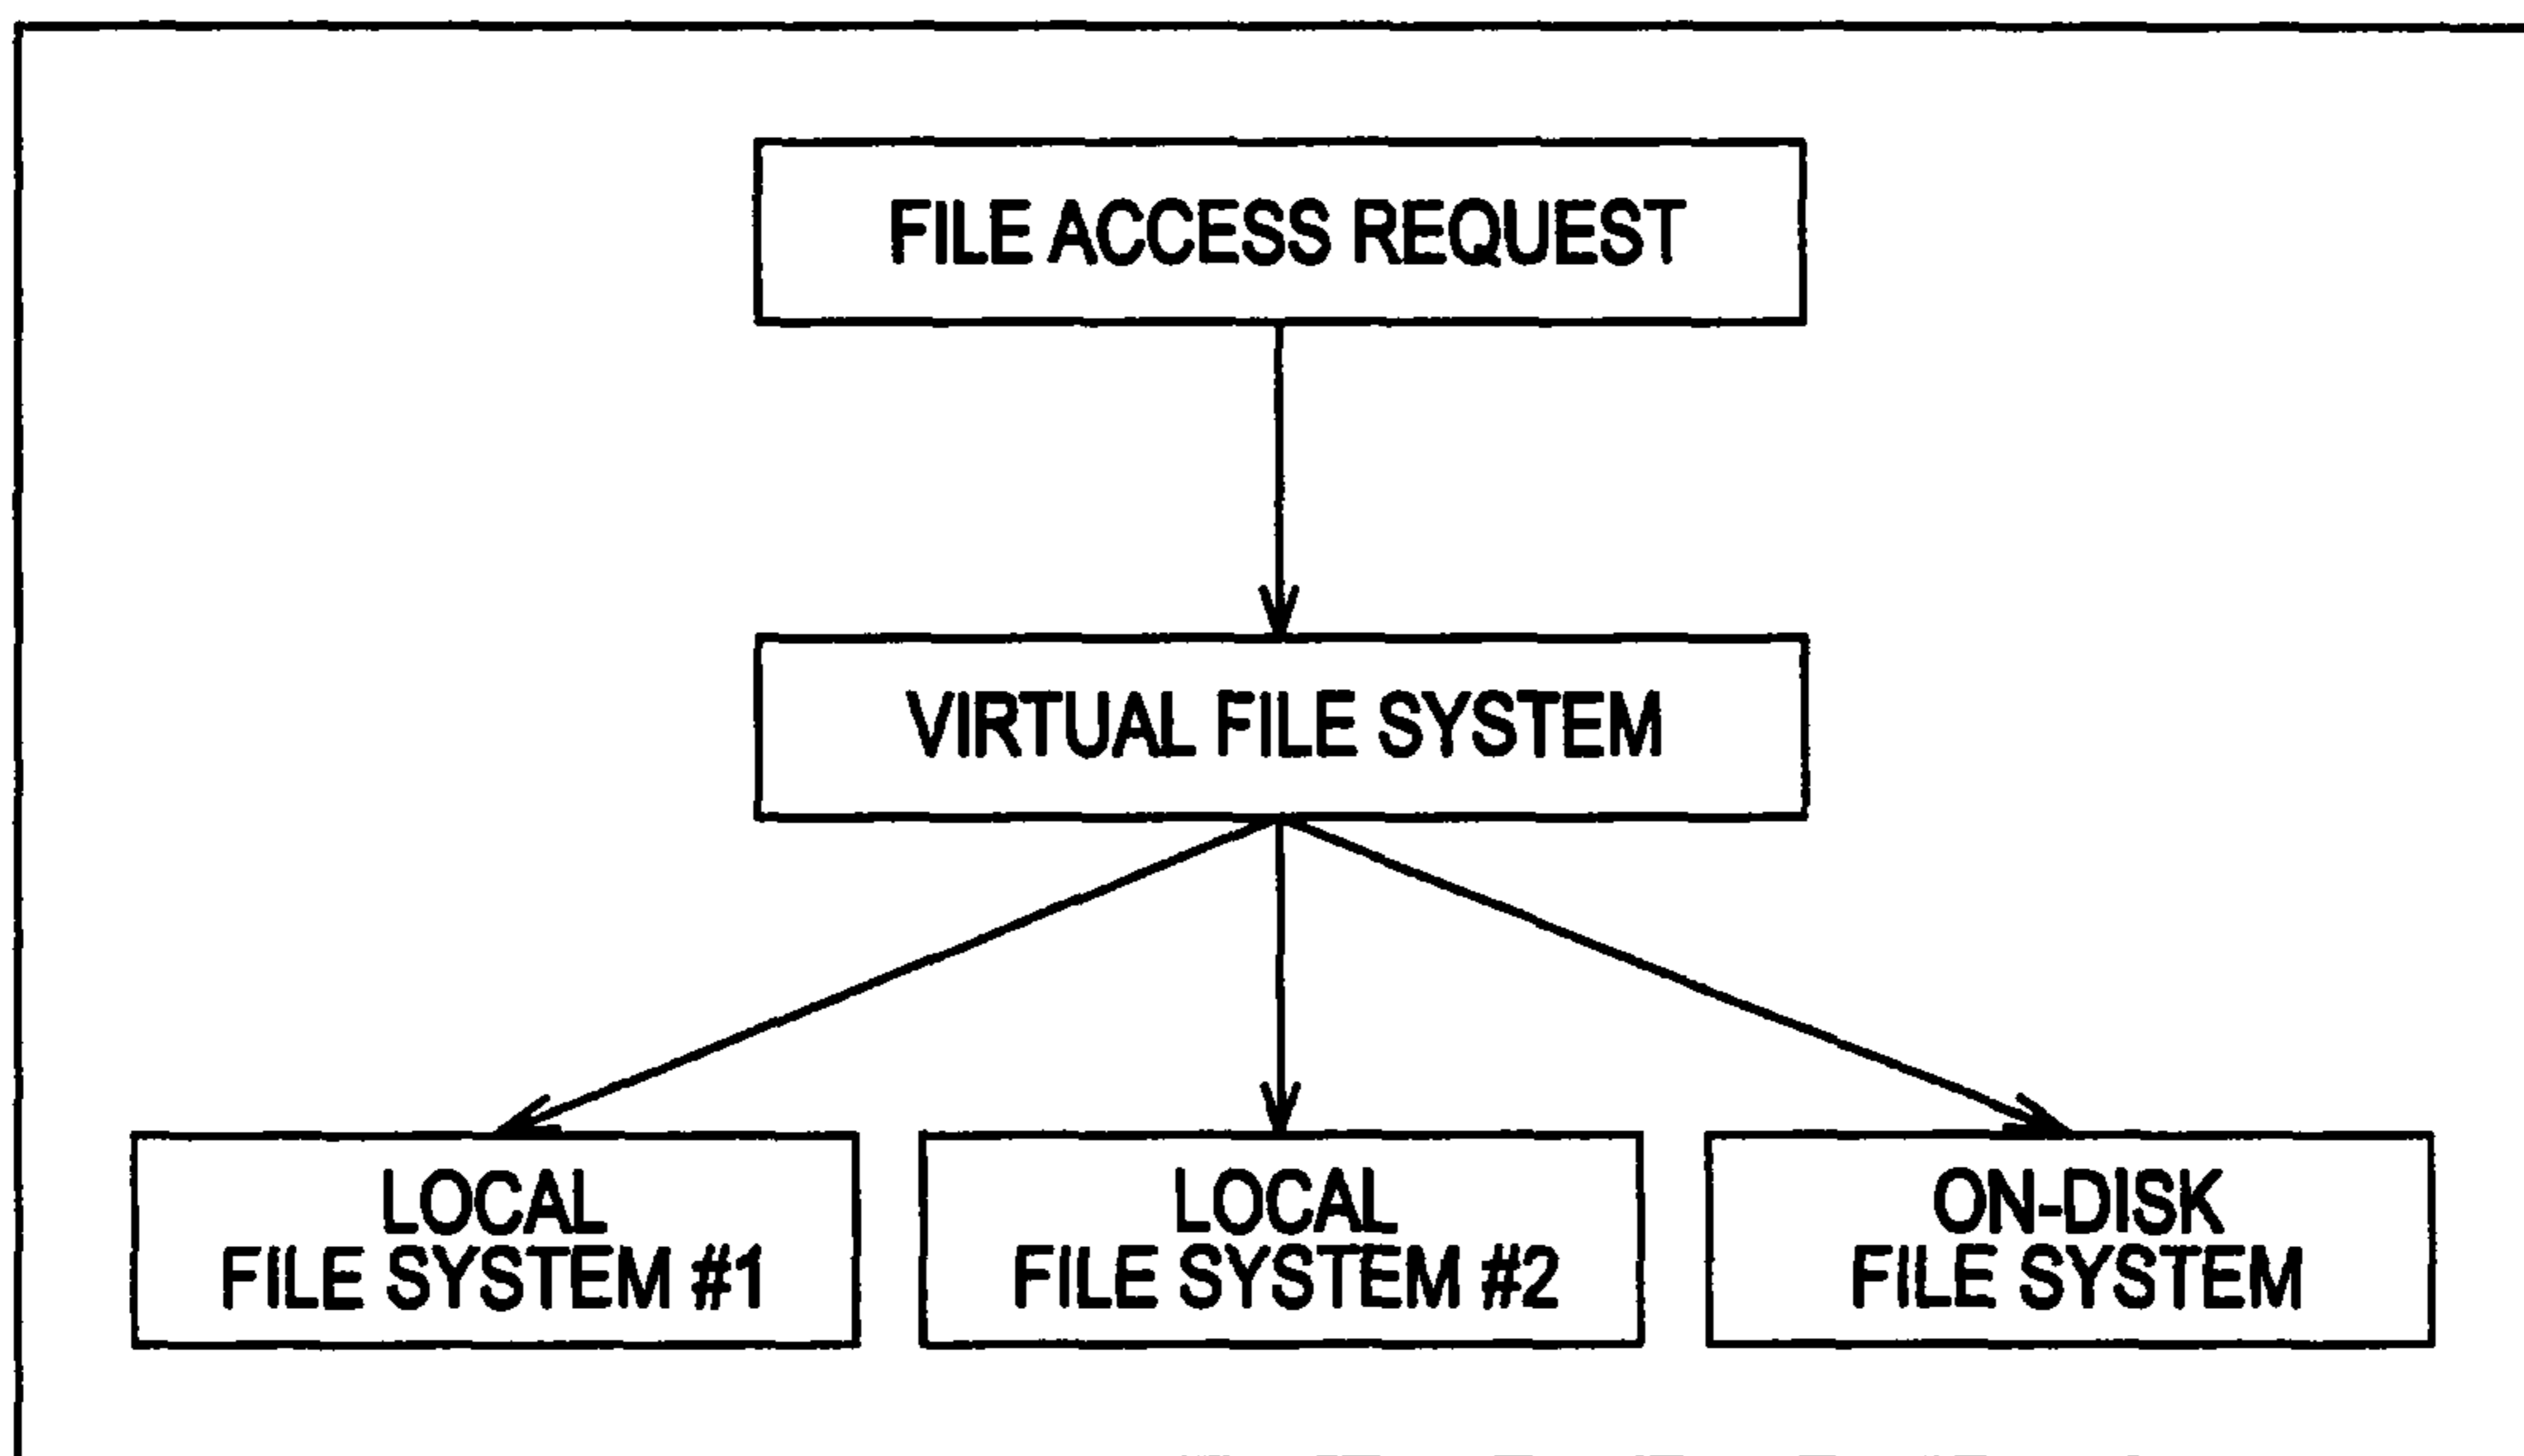 FILE ACCESS REQUEST
VIRTUAL FILE SYSTEM
LOCAL
FILE SYSTEM #1
LOCAL
FILE SYSTEM #2
ON-DISK
FILE SYSTEM